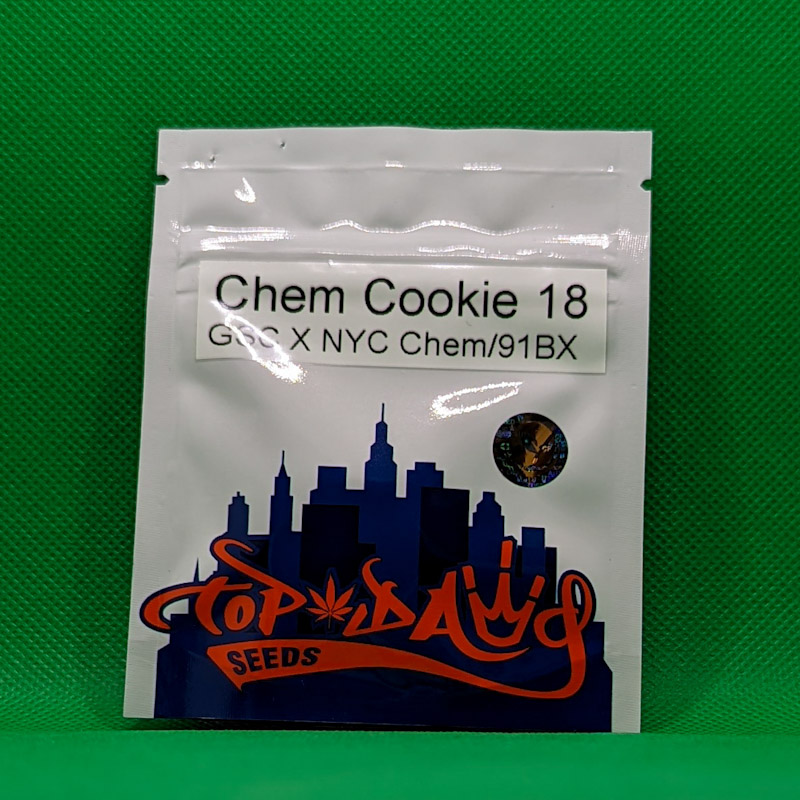 Chem Cookie 18
GSC X NYC Chem/91BX
TOP DAWG
SEEDS